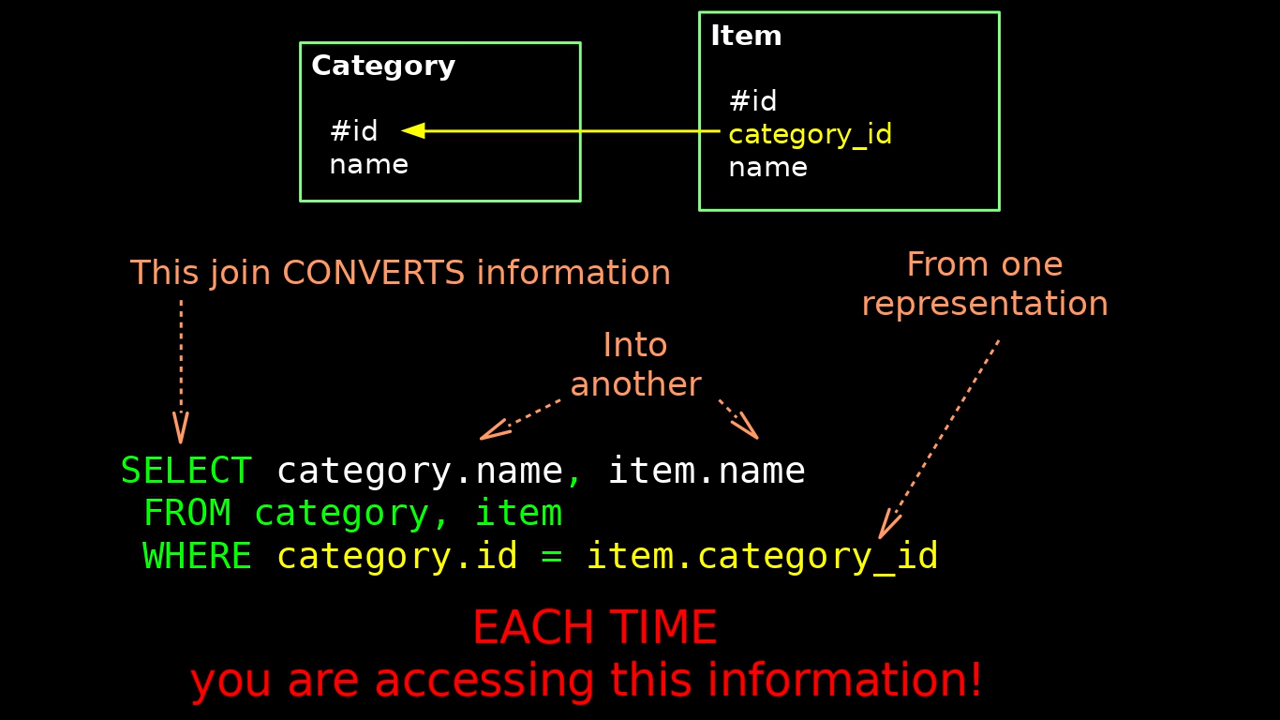 Category
#id
name
Item
#id
category_id
name
This join CONVERTS information
From one
representation
Into
another
SELECT category.name, item.name
FROM category, item
WHERE category.id = item.category_id
EACH TIME
you are accessing this information!